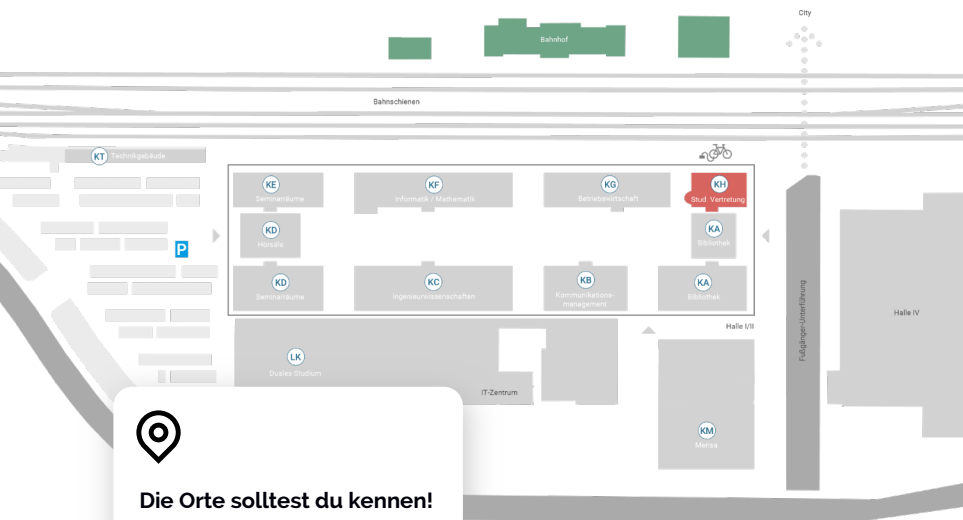 City
Bahnhof
Bahnschienen
KT Technikgebäude
KE
Seminarräume
KF
Informatik / Mathematik
KG
Betriebswirtschaft
KH
Stud. Vertretung
KD
Hörsäle
KA
Bibliothek
P
KD
Seminarräume
KC
Ingenieurwissenschaften
KB
Kommunikations-
management
KA
Bibliothek
Fußgänger-Unterführung
Halle IV
Halle I/II
LK
Duales Studium
IT-Zentrum
KM
Mensa
Die Orte solltest du kennen!